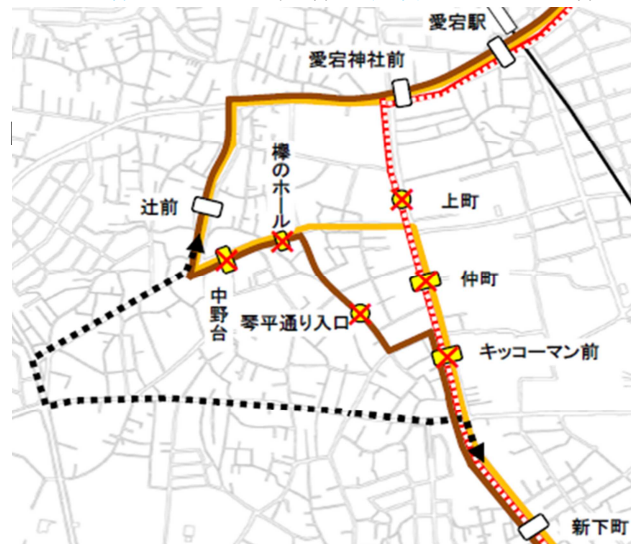 愛宕駅
愛宕神社前
欅のホール
辻前
上町
中野台
仲町
琴平通り入口
キッコーマン前
新下町